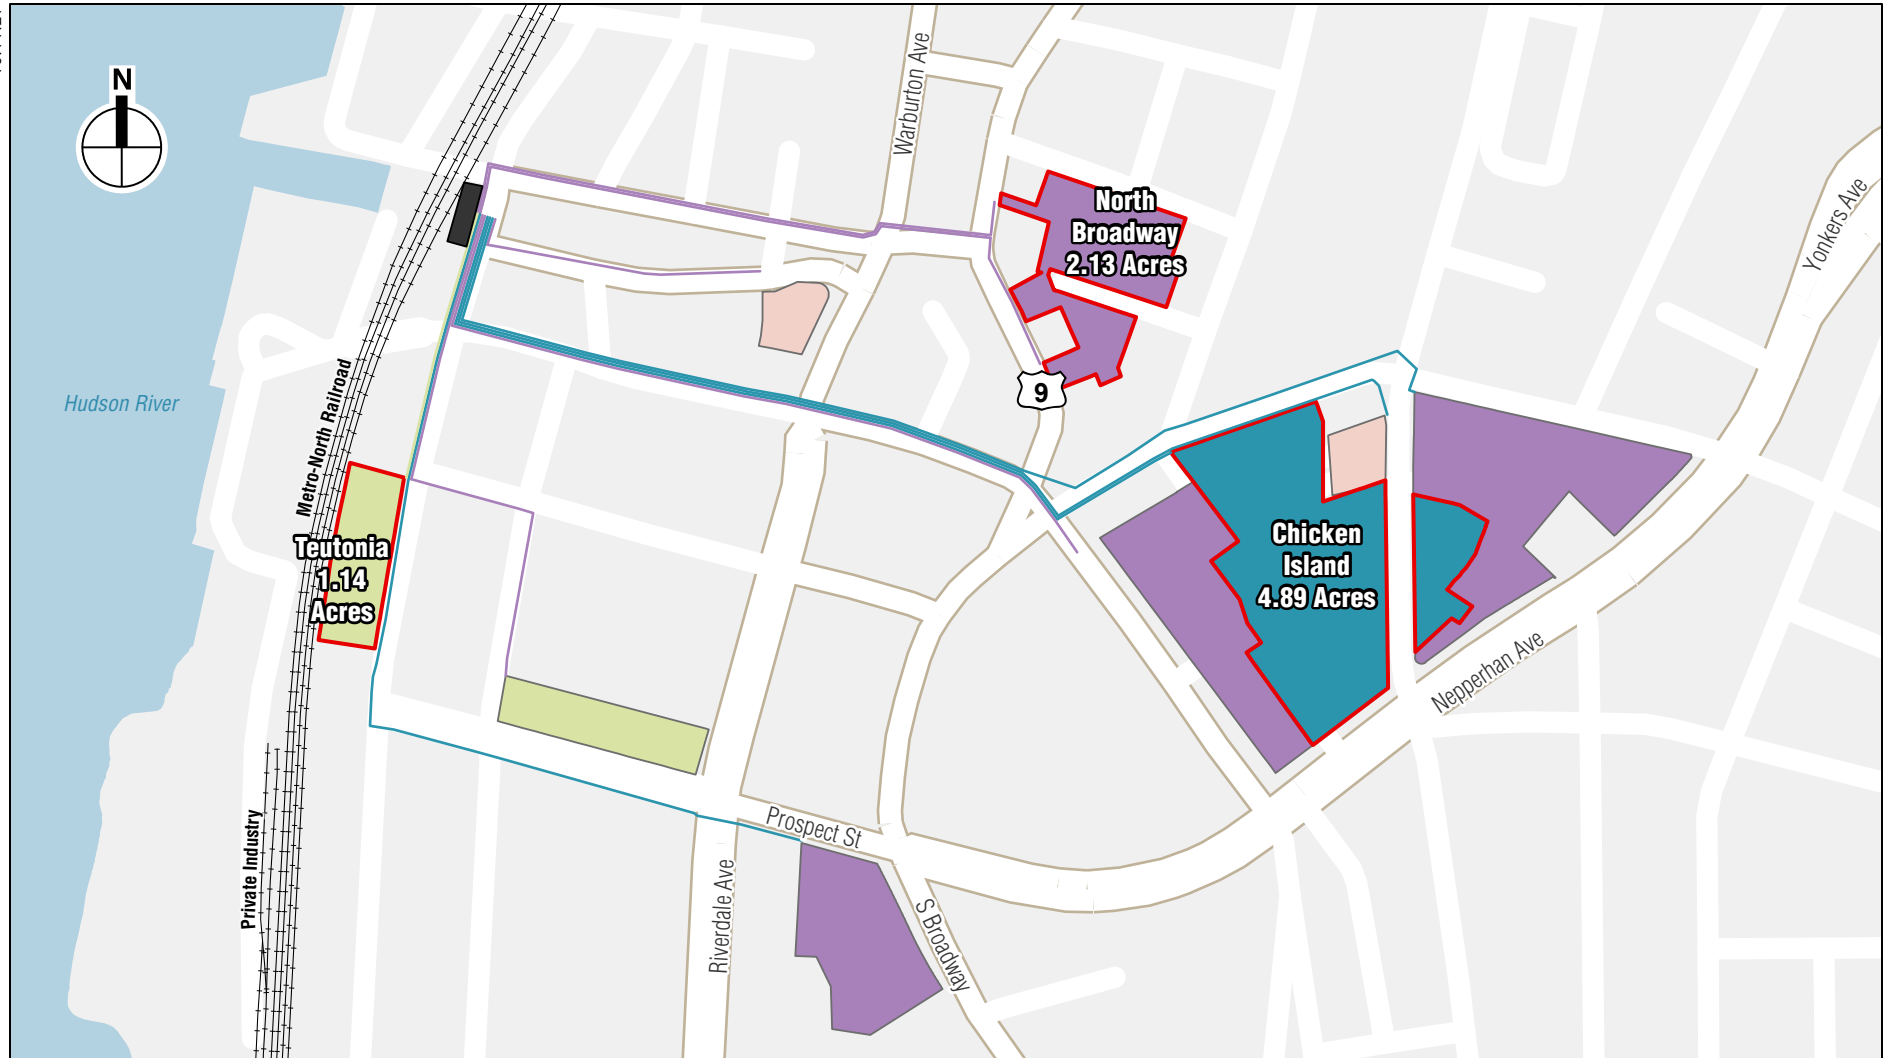 N
Warburton Ave
North
Broadway
2.13 Acres
Yonkers Ave
Hudson River
Metro-North Railroad
9
Teutonia
1.14
Acres
Chicken
Island
4.89 Acres
Nepperhan Ave
Prospect St
Private Industry
Riverdale Ave
S Broadway